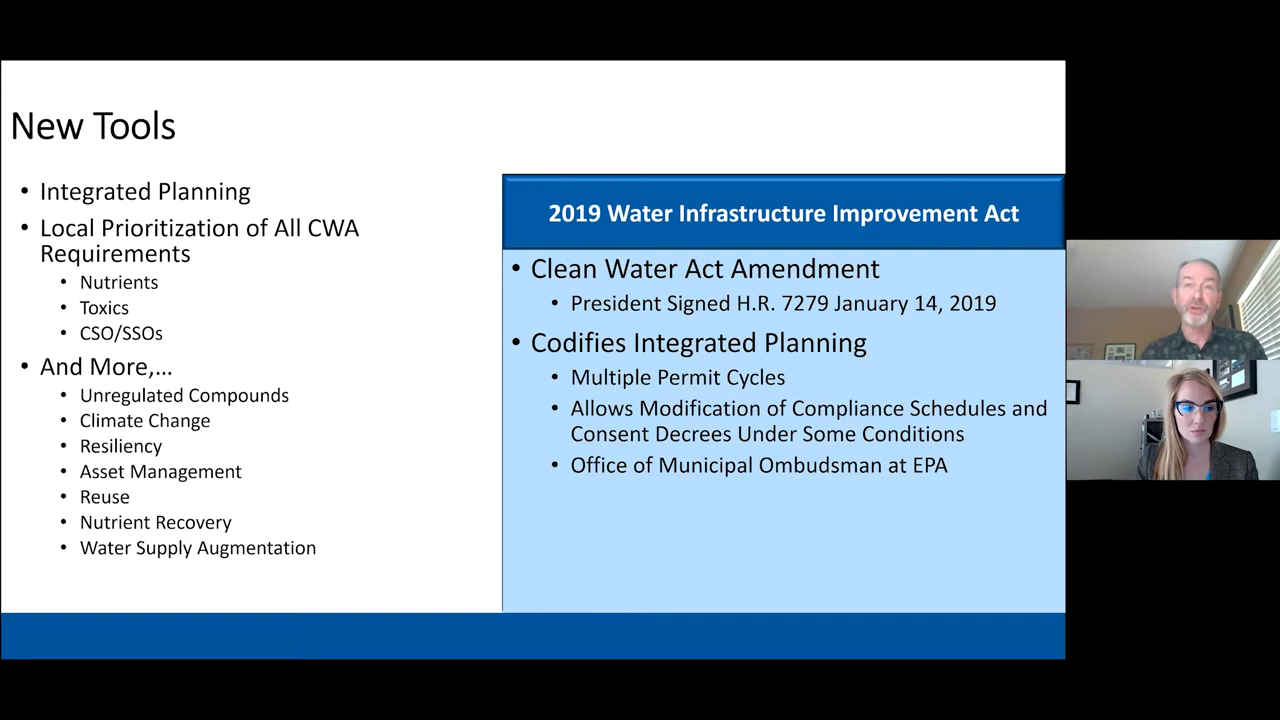 New Tools
• Integrated Planning
• Local Prioritization of All CWA
Requirements
• Nutrients
• Toxics
• CSO/SSOs
• And More,...
• Unregulated Compounds
• Climate Change
• Resiliency
• Asset Management
• Reuse
• Nutrient Recovery
• Water Supply Augmentation
2019 Water Infrastructure Improvement Act
• Clean Water Act Amendment
• President Signed H.R. 7279 January 14, 2019
• Codifies Integrated Planning
• Multiple Permit Cycles
• Allows Modification of Compliance Schedules and
Consent Decrees Under Some Conditions
• Office of Municipal Ombudsman at EPA